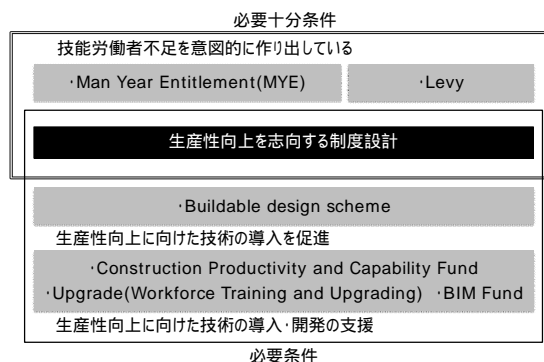 必要十分条件
技能労働者不足を意図的に作り出している
·Man Year Entitlement(MYE) ·Levy
生産性向上を志向する制度設計
·Buildable design scheme
生産性向上に向けた技術の導入を促進
·Construction Productivity and Capability Fund
·Upgrade(Workforce Training and Upgrading) ·BIM Fund
生産性向上に向けた技術の導入·開発の支援
必要条件